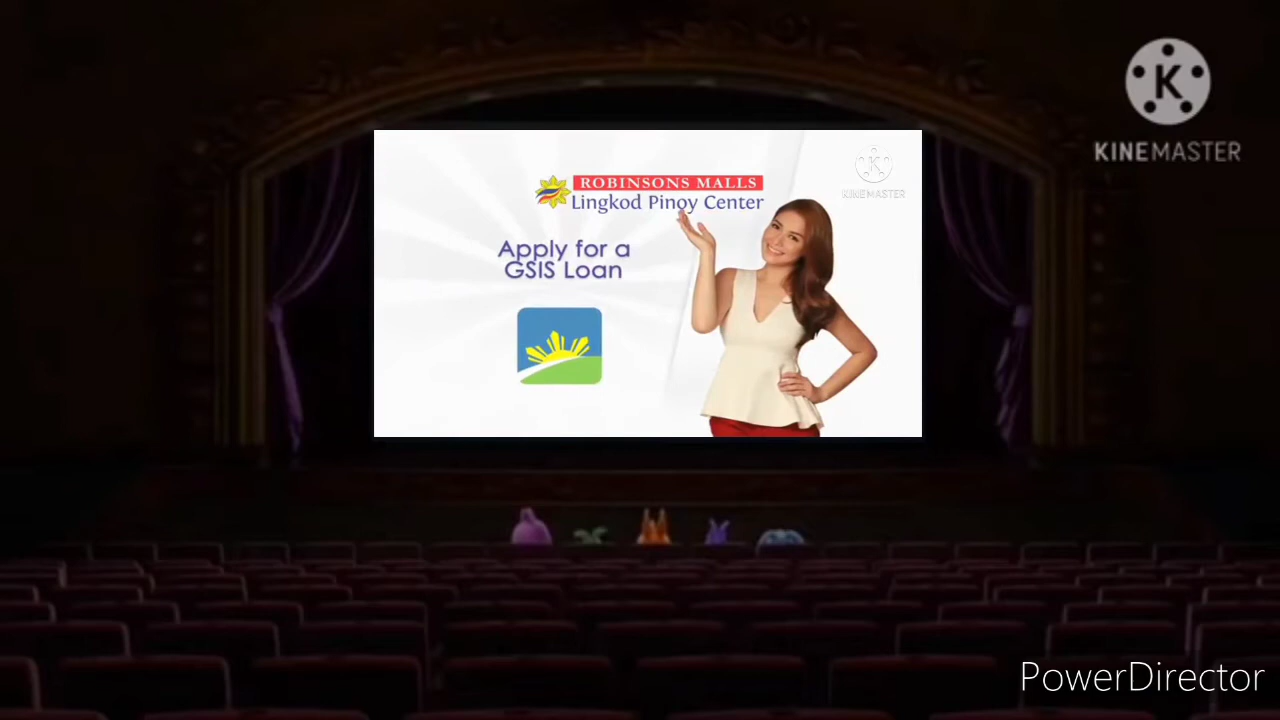 K
KINEMASTER
ROBINSONS MALLS
Lingkod Pinoy Center
K
KINEMASTER
Apply for a
GSIS Loan
PowerDirector